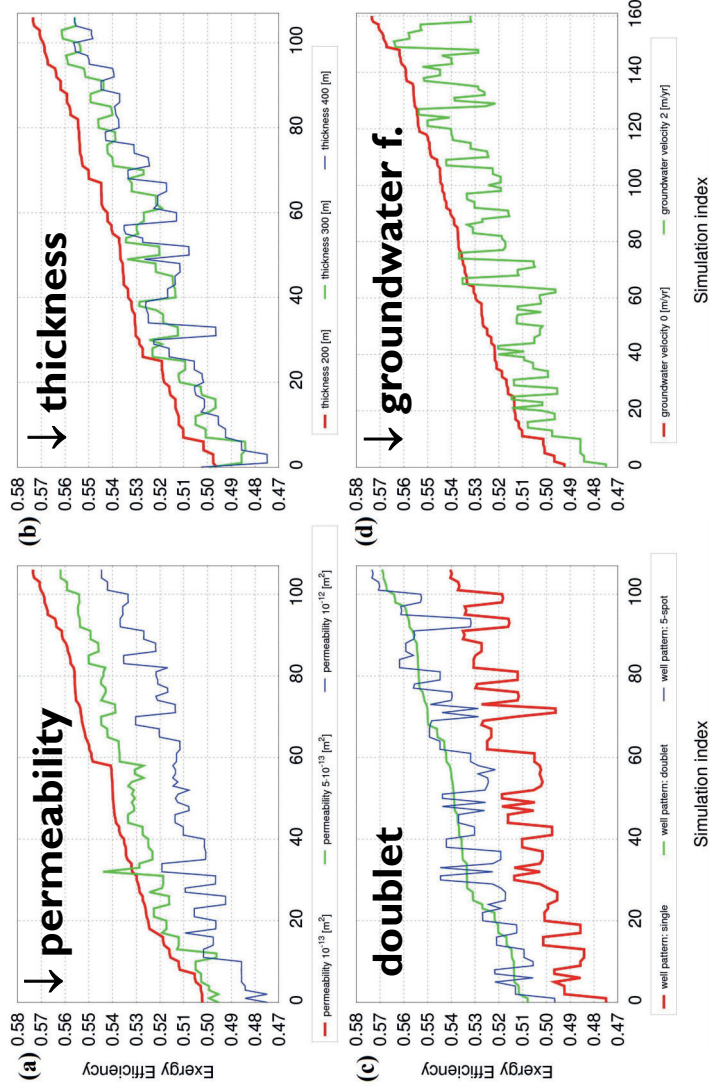 (a)
↓ permeability
0.58
0.57
0.56
0.55
0.54
0.53
0.52
0.51
0.50
0.49
0.48
0.47
Exergy Efficiency
0 20 40 60 80 100
permeability 10⁻¹³ [m²] permeability 5·10⁻¹³ [m²] permeability 10⁻¹² [m²]
(b)
↓ thickness
0.58
0.57
0.56
0.55
0.54
0.53
0.52
0.51
0.50
0.49
0.48
0.47
0 20 40 60 80 100
thickness 200 [m] thickness 300 [m] thickness 400 [m]
(c)
doublet
0.58
0.57
0.56
0.55
0.54
0.53
0.52
0.51
0.50
0.49
0.48
0.47
Exergy Efficiency
0 20 40 60 80 100
Simulation index
well pattern: single well pattern: doublet well pattern: 5-spot
(d)
↓ groundwater f.
0.58
0.57
0.56
0.55
0.54
0.53
0.52
0.51
0.50
0.49
0.48
0.47
0 20 40 60 80 100 120 140 160
Simulation index
groundwater velocity 0 [m/yr] groundwater velocity 2 [m/yr]